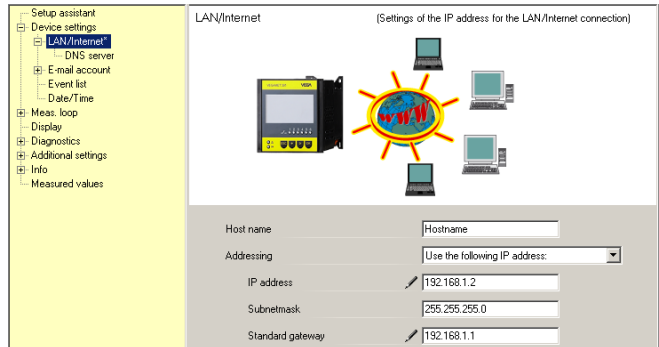 Setup assistant
Device settings
LAN/Internet*
DNS server
E-mail account
Event list
Date/Time
Meas. loop
Display
Diagnostics
Additional settings
Info
Measured values
LAN/Internet (Settings of the IP address for the LAN/Internet connection)
VEGA
WWW
Host name Hostname
Addressing Use the following IP address:
IP address 192.168.1.2
Subnetmask 255.255.255.0
Standard gateway 192.168.1.1